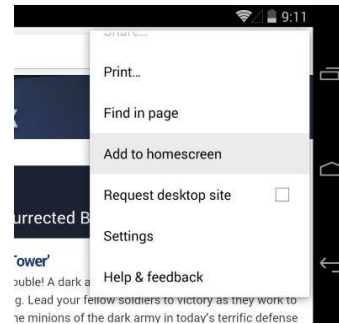 9:11
Share...
Print...
Find in page
Add to homescreen
urrected B
Request desktop site
Settings
ower'
Help & feedback
ouble! A dark a
g. Lead your fellow soldiers to victory as they work to
he minions of the dark army in today's terrific defense